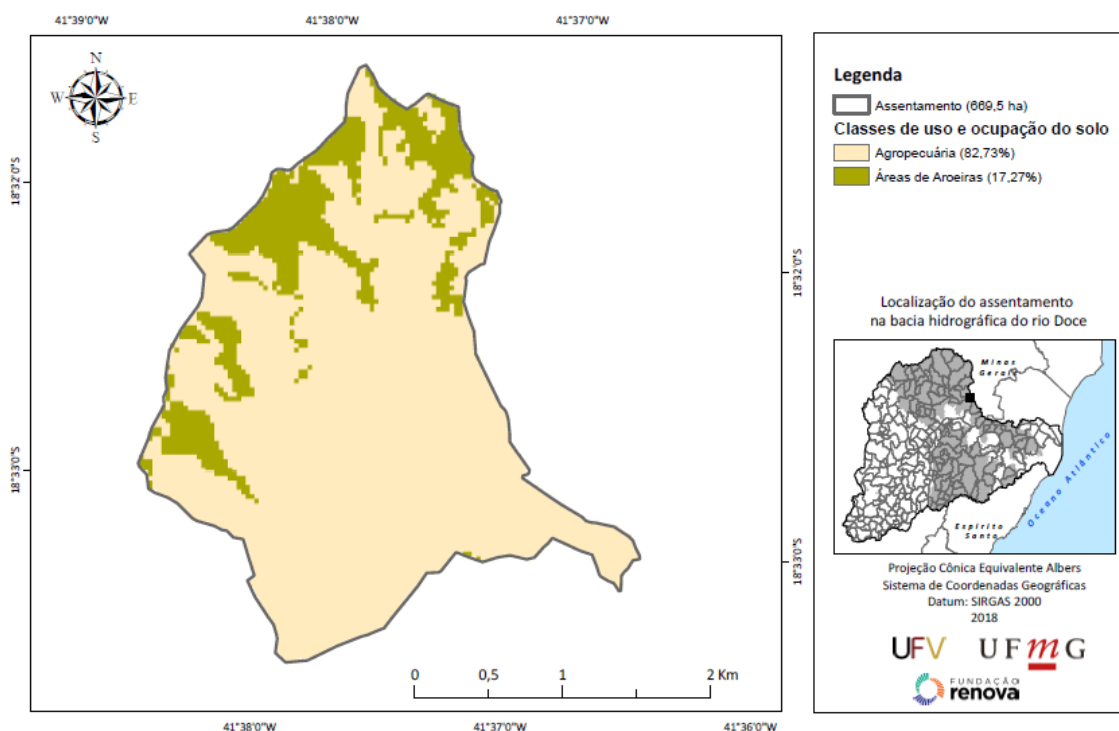 41°39'0"W 41°38'0"W 41°37'0"W
N
W E
S
18°32'0"S
18°33'0"S
18°32'0"S
18°33'0"S
0 0,5 1 2 Km
41°38'0"W 41°37'0"W 41°36'0"W
Legenda
Assentamento (669,5 ha)
Classes de uso e ocupação do solo
Agropecuária (82,73%)
Áreas de Aroeiras (17,27%)
Localização do assentamento
na bacia hidrográfica do rio Doce
Minas
Gerais
Oceano Atlântico
Espírito
Santo
Projeção Cônica Equivalente Albers
Sistema de Coordenadas Geográficas
Datum: SIRGAS 2000
2018
UFV UFmG
FUNDAÇÃO
renova